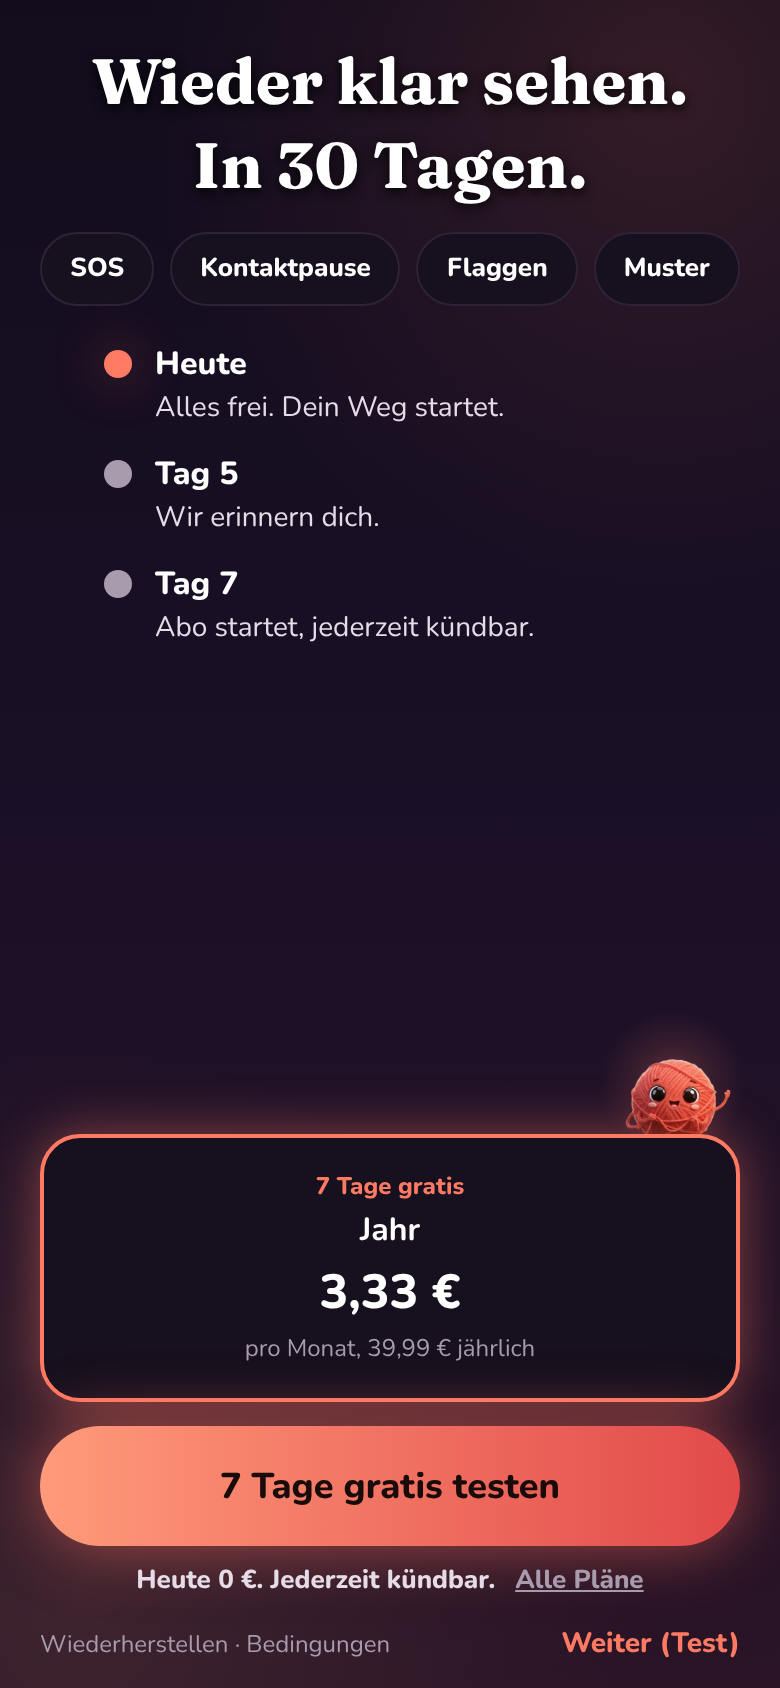 Wieder klar sehen.
In 30 Tagen.
SOS Kontaktpause Flaggen Muster
Heute
Alles frei. Dein Weg startet.
Tag 5
Wir erinnern dich.
Tag 7
Abo startet, jederzeit kündbar.
7 Tage gratis
Jahr
3,33 €
pro Monat, 39,99 € jährlich
7 Tage gratis testen
Heute 0 €. Jederzeit kündbar. Alle Pläne
Wiederherstellen · Bedingungen Weiter (Test)